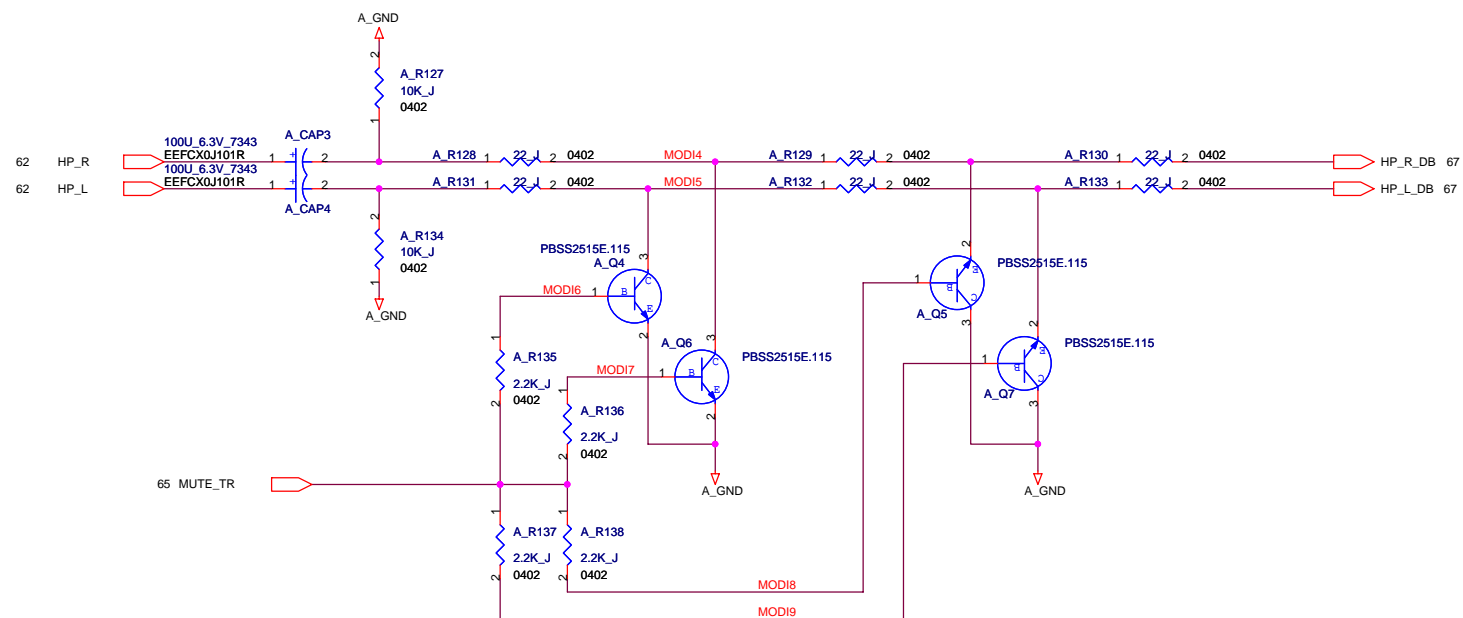 A_GND
2
A_R127
10K_J
0402
1
100U_6.3V_7343
A_CAP3
62 HP_R
EEFCX0J101R
1 + 2
A_R128 1 22_J 2 0402
MODI4
A_R129 1 22_J 2 0402
A_R130 1 22_J 2 0402
HP_R_DB 67
100U_6.3V_7343
62 HP_L
EEFCX0J101R
1 + 2
A_R131 1 22_J 2 0402
MODI5
A_R132 1 22_J 2 0402
A_R133 1 22_J 2 0402
HP_L_DB 67
A_CAP4
2
A_R134
10K_J
0402
1
A_GND
PBSS2515E.115
A_Q4
3
C
MODI6 1 B
E
2
2
E
PBSS2515E.115
1 B
C
A_Q5
3
A_Q6
3
PBSS2515E.115
C
MODI7 1 B
E
2
2
PBSS2515E.115
E
1 B
C
A_Q7
3
1
A_R135
2.2K_J
0402
2
1
A_R136
2.2K_J
0402
2
A_GND
A_GND
65 MUTE_TR
1
A_R137
2.2K_J
0402
2
1
A_R138
2.2K_J
0402
2
MODI8
MODI9